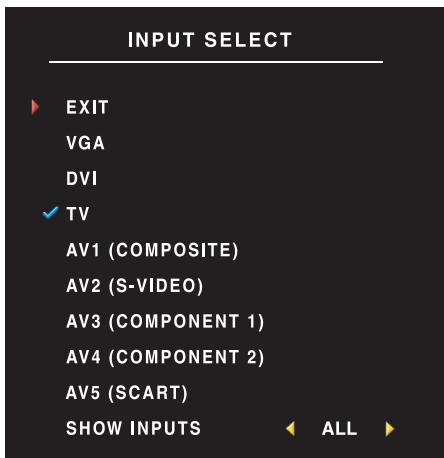 INPUT SELECT
EXIT
VGA
DVI
TV
AV1 (COMPOSITE)
AV2 (S-VIDEO)
AV3 (COMPONENT 1)
AV4 (COMPONENT 2)
AV5 (SCART)
SHOW INPUTS ALL